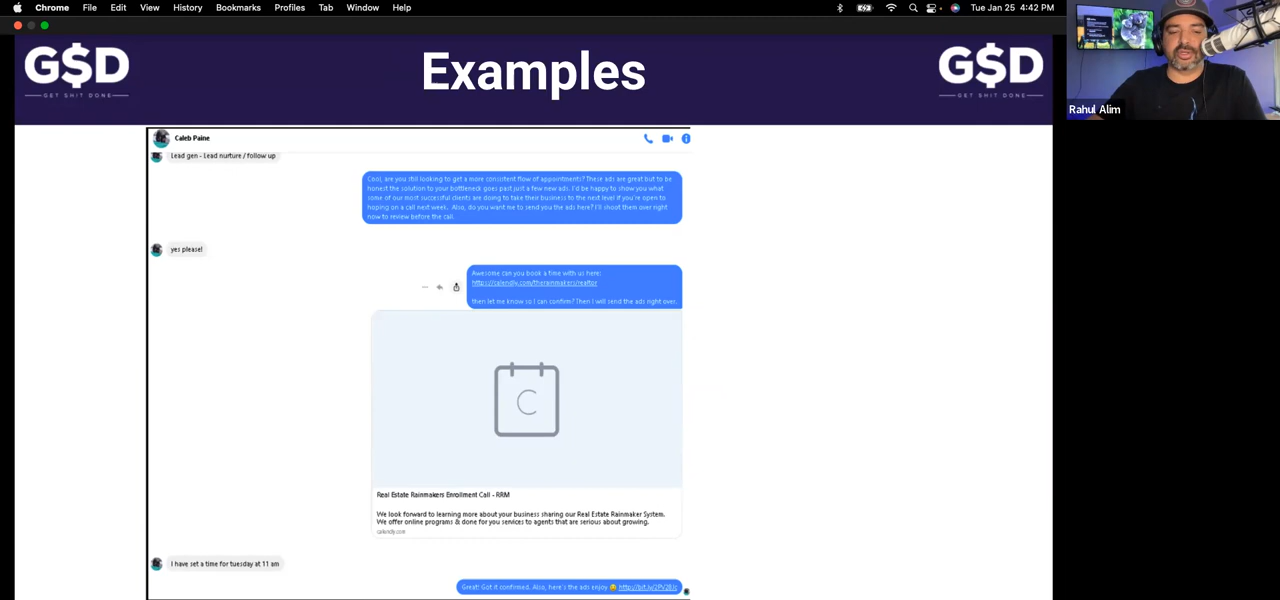 Chrome File Edit View History Bookmarks Profiles Tab Window Help Tue Jan 25 4:42 PM
G$D
GET SHIT DONE
Examples
G$D
GET SHIT DONE
Rahul Alim
Caleb Paine
Lead gen - Lead nurture / follow up
Cool, are you still looking to get a more consitent flow of appointments? These ads are great but to be
honest the solution to your bottleneck goes past just a few new ads. I'd be happy to show you what
some of our most successful clients are doing to take their business to the next level if you're open to
hoping on a call next week. Also, do you want me to send you the ads here? I'll shoot them over right
now to review before the call.
yes please!
Awesome can you book a time with us here:
https://calendly.com/therainmakers/realtpr
then let me know so I can confirm? Then I will send the ads right over.
C
Real Estate Rainmakers Enrollment Call - RRM
We look forward to learning more about your business sharing our Real Estate Rainmaker System.
We offer online programs & done for you services to agents that are serious about growing.
calendly.com
I have set a time for tuesday at 11 am
Great! Got it confirmed. Also, here's the ads enjoy